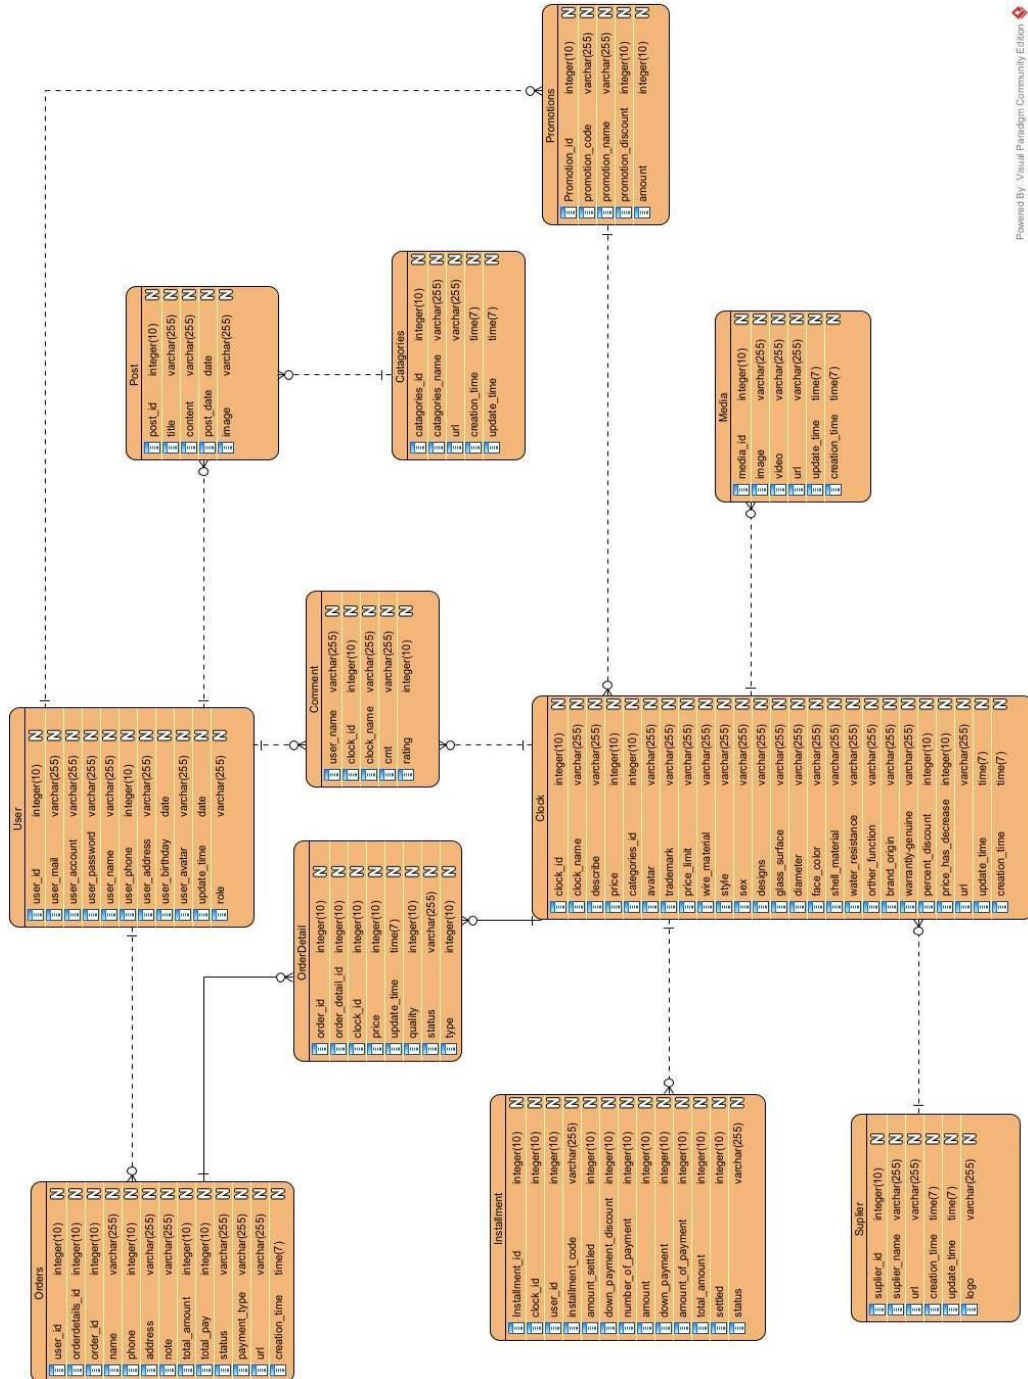 Orders
user_id integer(10) N
orderdetails_id integer(10) N
order_id integer(10) N
name varchar(255) N
phone integer(10) N
address varchar(255) N
note varchar(255) N
total_amount integer(10) N
total_pay integer(10) N
status varchar(255) N
payment_type varchar(255) N
url varchar(255) N
creation_time time(7) N
User
user_id integer(10) N
user_mail varchar(255) N
user_account varchar(255) N
user_password varchar(255) N
user_name varchar(255) N
user_phone integer(10) N
user_address varchar(255) N
user_birthday date N
user_avatar varchar(255) N
update_time date N
role varchar(255) N
Post
post_id integer(10) N
title varchar(255) N
content varchar(255) N
post_date date N
image varchar(255) N
OrderDetail
order_id integer(10) N
order_detail_id integer(10) N
clock_id integer(10) N
price integer(10) N
update_time time(7) N
quality integer(10) N
status varchar(255) N
type integer(10) N
Comment
user_name varchar(255) N
clock_id integer(10) N
clock_name varchar(255) N
cmt varchar(255) N
rating integer(10) N
Catagories
catagories_id integer(10) N
catagories_name varchar(255) N
url varchar(255) N
creation_time time(7) N
update_time time(7) N
Promotions
Promotion_id integer(10) N
promotion_code varchar(255) N
promotion_name varchar(255) N
promotion_discount integer(10) N
amount integer(10) N
Installment
Installment_id integer(10) N
clock_id integer(10) N
user_id integer(10) N
installment_code varchar(255) N
amount_settled integer(10) N
down_payment_discount integer(10) N
number_of_payment integer(10) N
amount integer(10) N
down_payment integer(10) N
amount_of_payment integer(10) N
total_amount integer(10) N
settled integer(10) N
status varchar(255) N
Clock
clock_id integer(10) N
clock_name varchar(255) N
describe varchar(255) N
price integer(10) N
categories_id integer(10) N
avatar varchar(255) N
trademark varchar(255) N
price_limit varchar(255) N
wire_material varchar(255) N
style varchar(255) N
sex varchar(255) N
designs varchar(255) N
glass_surface varchar(255) N
diameter varchar(255) N
face_color varchar(255) N
shell_material varchar(255) N
water_resistance varchar(255) N
orther_function varchar(255) N
brand_origin varchar(255) N
warrantly-genuine varchar(255) N
percent_discount integer(10) N
price_has_decrease integer(10) N
url varchar(255) N
update_time time(7) N
creation_time time(7) N
Media
media_id integer(10) N
image varchar(255) N
video varchar(255) N
url varchar(255) N
update_time time(7) N
creation_time time(7) N
Suplier
suplier_id integer(10) N
suplier_name varchar(255) N
url varchar(255) N
creation_time time(7) N
update_time time(7) N
logo varchar(255) N
Powered By Visual Paradigm Community Edition